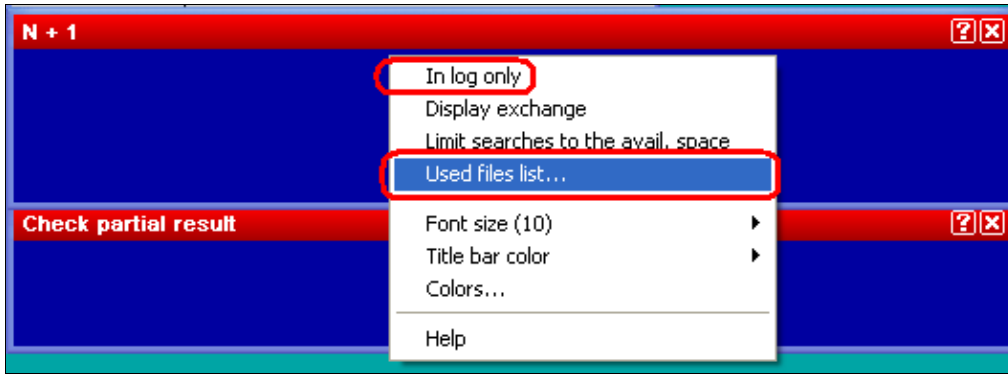 N + 1
In log only
Display exchange
Limit searches to the avail. space
Used files list...
Check partial result
Font size (10)
Title bar color
Colors...
Help